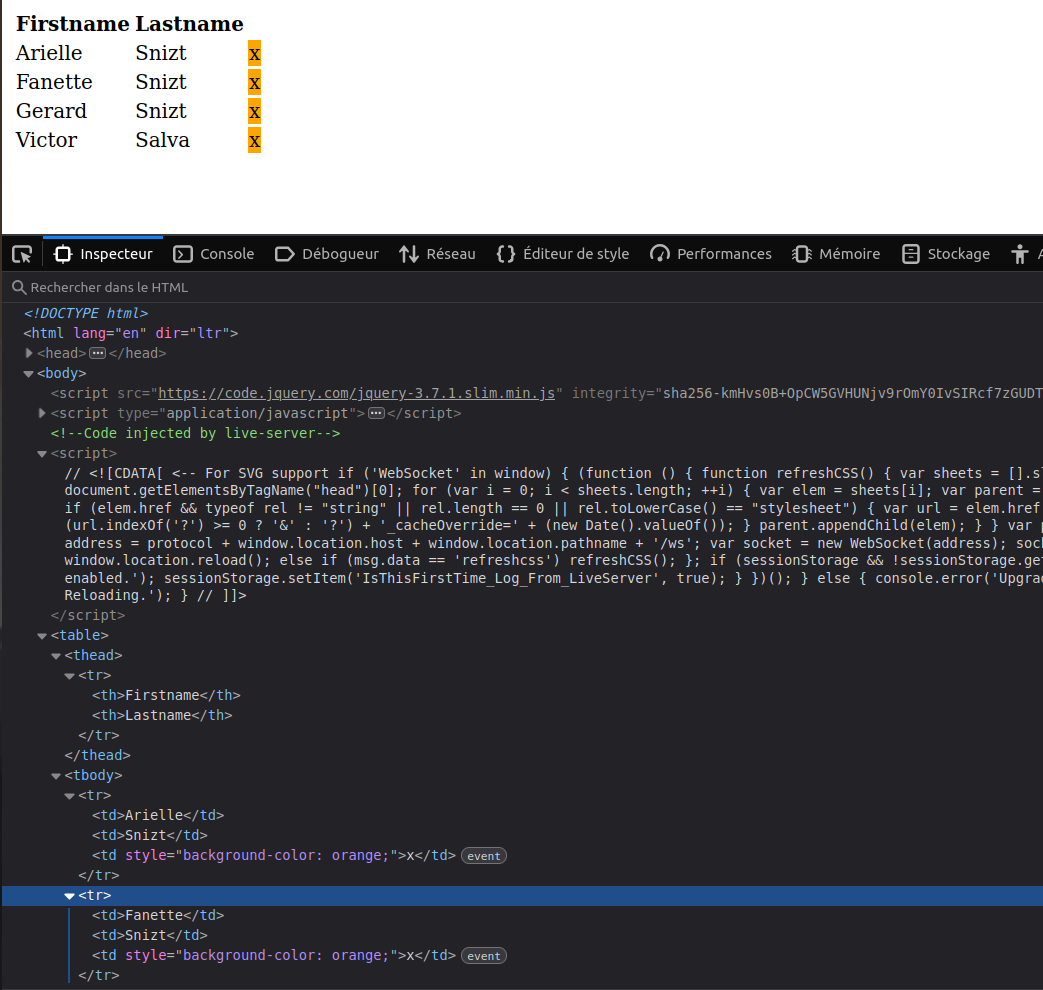 Firstname Lastname
Arielle Snizt x
Fanette Snizt x
Gerard Snizt x
Victor Salva x
Inspecteur Console Débogueur Réseau Éditeur de style Performances Mémoire Stockage
Rechercher dans le HTML
<!DOCTYPE html>
<html lang="en" dir="ltr">
<head> ••• </head>
<body>
<script src="https://code.jquery.com/jquery-3.7.1.slim.min.js" integrity="sha256-kmHvs0B+OpCW5GVHUNjv9rOmY0IvSIRcf7zGUDT
<script type="application/javascript"> ••• </script>
<!--Code injected by live-server-->
<script>
// <![CDATA[ <-- For SVG support if ('WebSocket' in window) { (function () { function refreshCSS() { var sheets = [].sl
document.getElementsByTagName("head")[0]; for (var i = 0; i < sheets.length; ++i) { var elem = sheets[i]; var parent =
if (elem.href && typeof rel != "string" || rel.length == 0 || rel.toLowerCase() == "stylesheet") { var url = elem.href
(url.indexOf('?') >= 0 ? '&' : '?') + '_cacheOverride=' + (new Date().valueOf()); } parent.appendChild(elem); } } var p
address = protocol + window.location.host + window.location.pathname + '/ws'; var socket = new WebSocket(address); soc
window.location.reload(); else if (msg.data == 'refreshcss') refreshCSS(); }; if (sessionStorage && !sessionStorage.get
enabled.'); sessionStorage.setItem('IsThisFirstTime_Log_From_LiveServer', true); } })(); } else { console.error('Upgra
Reloading.'); } // ]]>
</script>
<table>
<thead>
<tr>
<th>Firstname</th>
<th>Lastname</th>
</tr>
</thead>
<tbody>
<tr>
<td>Arielle</td>
<td>Snizt</td>
<td style="background-color: orange;">x</td> event
</tr>
<tr>
<td>Fanette</td>
<td>Snizt</td>
<td style="background-color: orange;">x</td> event
</tr>